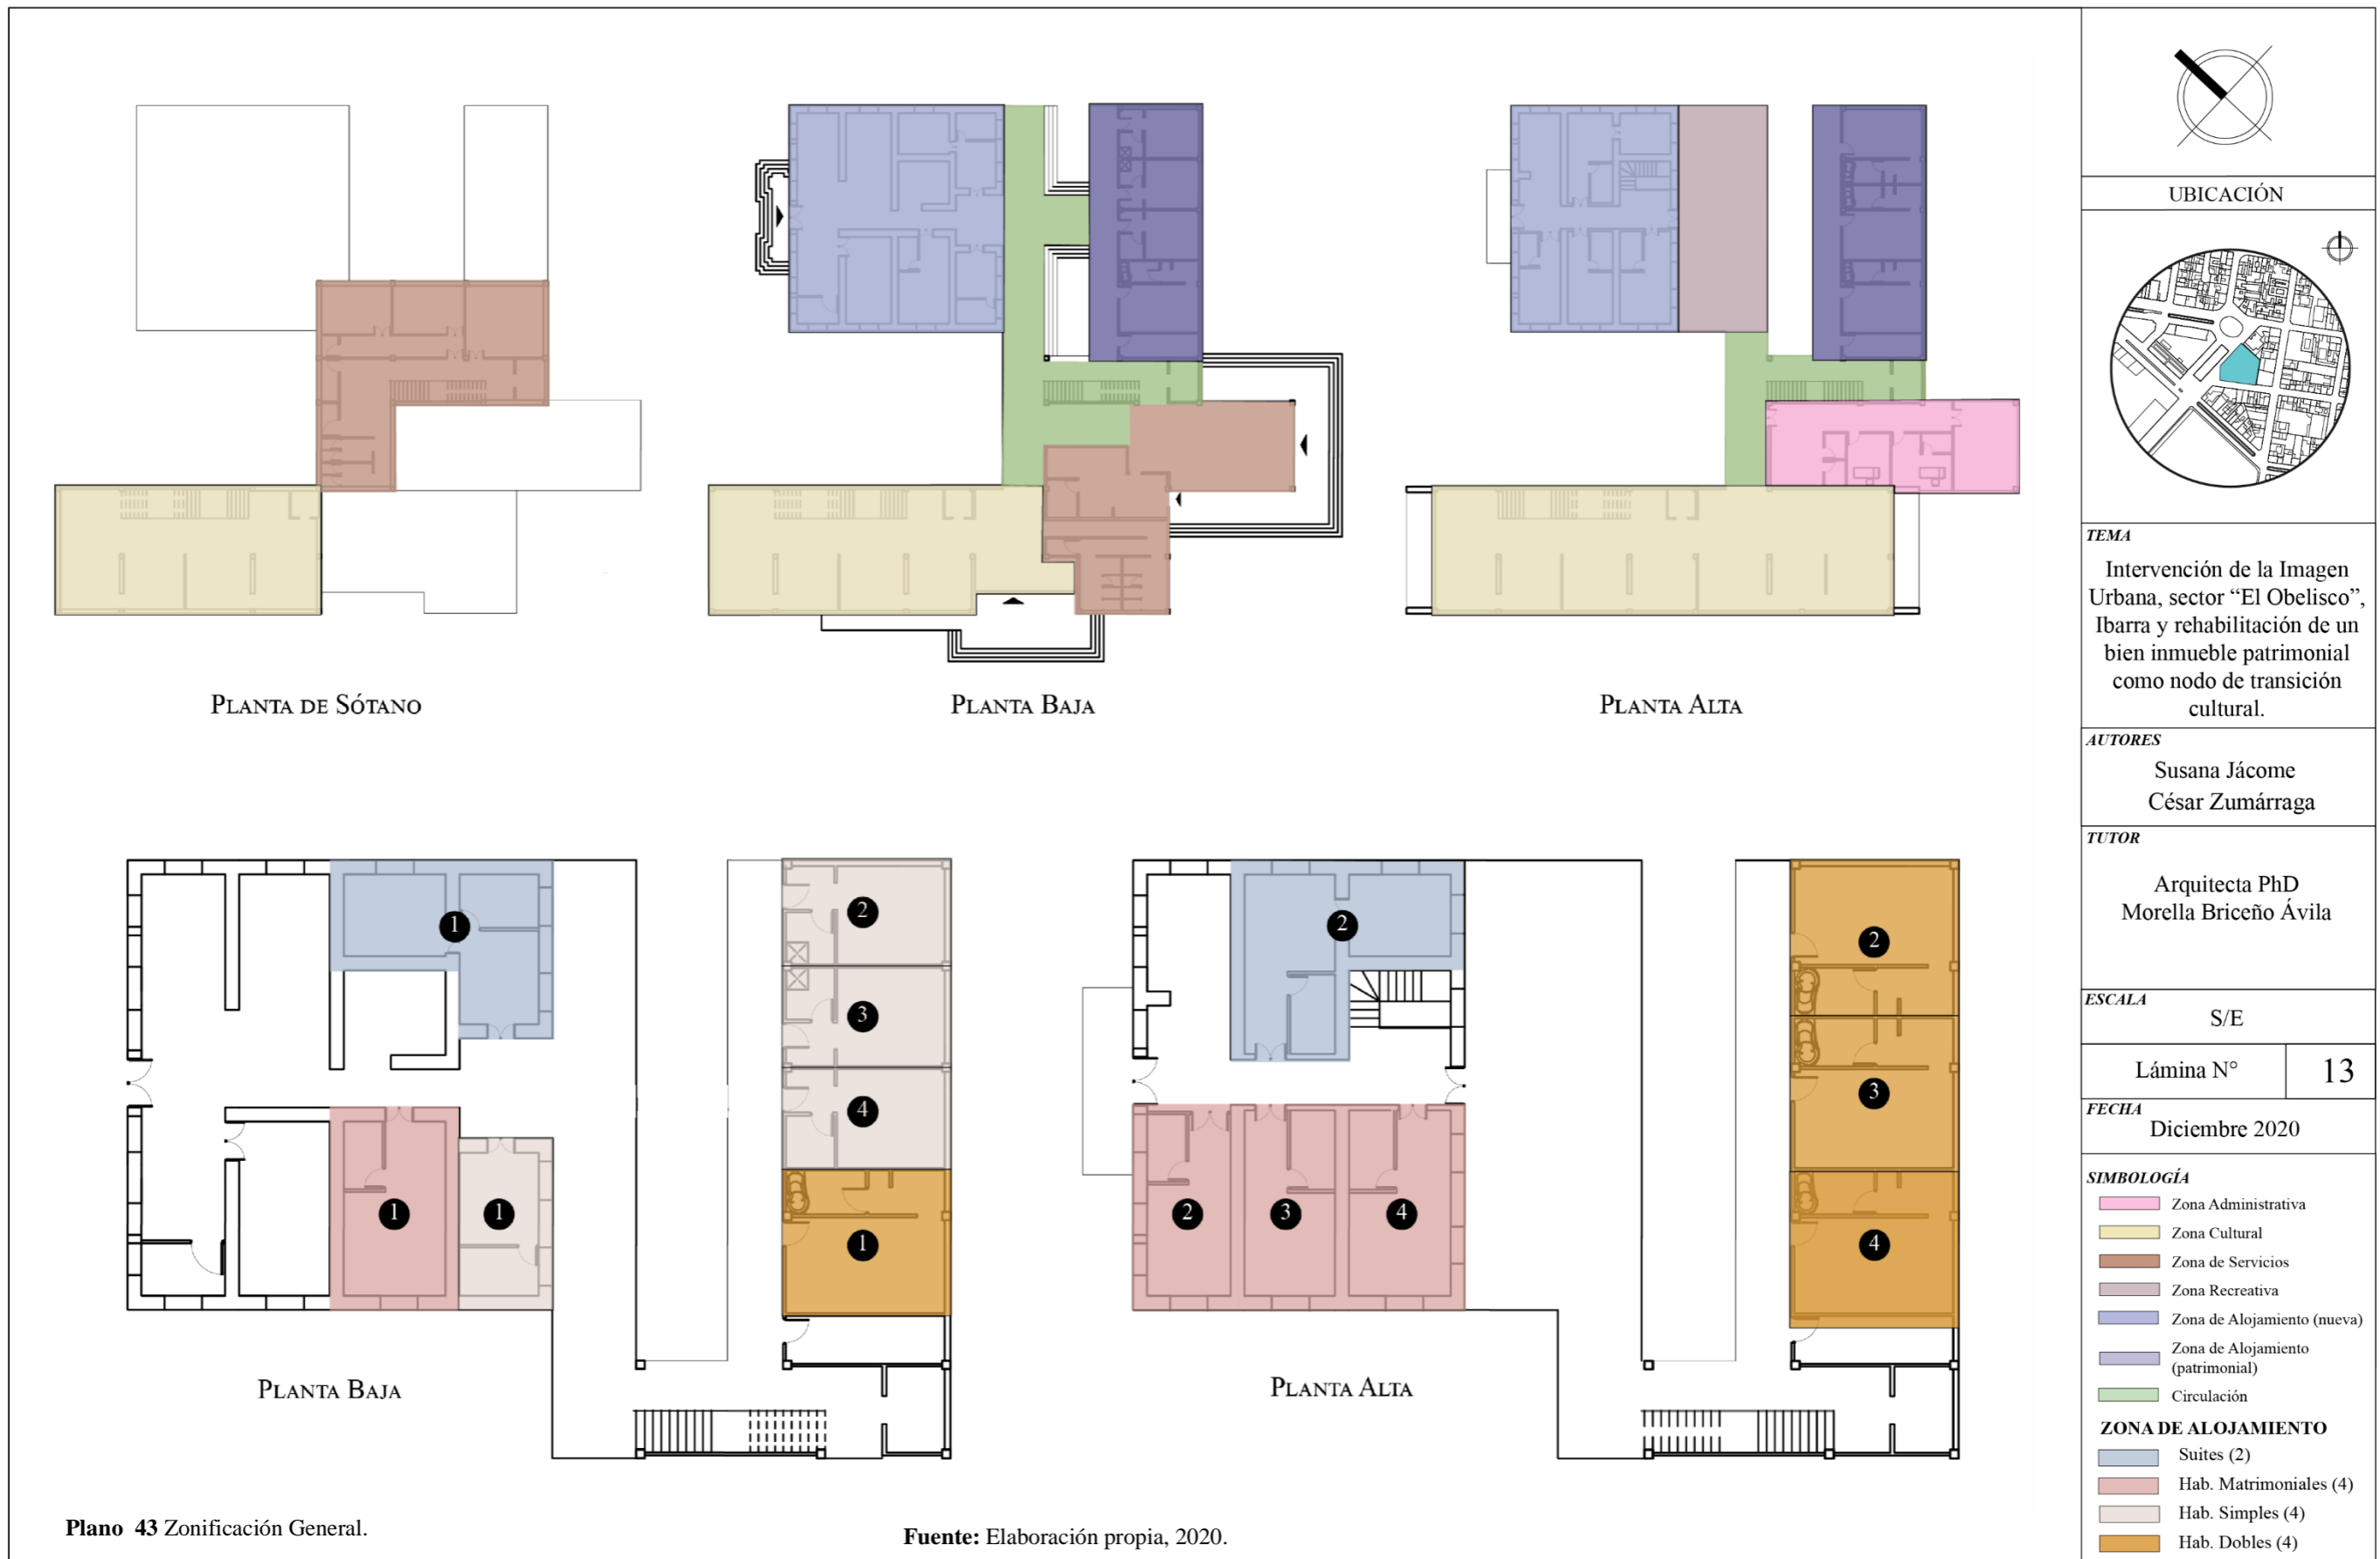 PLANTA DE SÓTANO
PLANTA BAJA
PLANTA ALTA
1
1
1
2
3
4
1
PLANTA BAJA
2
2
3
4
2
3
4
PLANTA ALTA
Plano 43 Zonificación General.
Fuente: Elaboración propia, 2020.
UBICACIÓN
TEMA
Intervención de la Imagen
Urbana, sector “El Obelisco”,
Ibarra y rehabilitación de un
bien inmueble patrimonial
como nodo de transición
cultural.
AUTORES
Susana Jácome
César Zumárraga
TUTOR
Arquitecta PhD
Morella Briceño Ávila
ESCALA
S/E
Lámina N° 13
FECHA
Diciembre 2020
SIMBOLOGÍA
Zona Administrativa
Zona Cultural
Zona de Servicios
Zona Recreativa
Zona de Alojamiento (nueva)
Zona de Alojamiento
(patrimonial)
Circulación
ZONA DE ALOJAMIENTO
Suites (2)
Hab. Matrimoniales (4)
Hab. Simples (4)
Hab. Dobles (4)